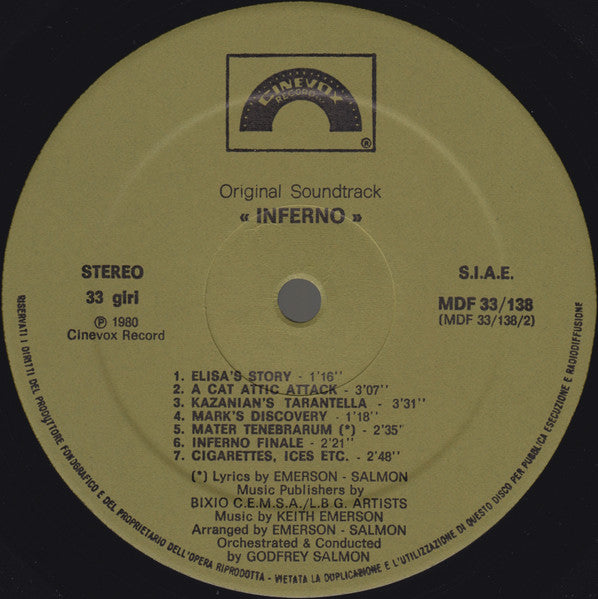 CINEVOX
RECORD
®
Original Soundtrack
« INFERNO »
STEREO
33 giri
℗ 1980
Cinevox Record
S.I.A.E.
MDF 33/138
(MDF 33/138/2)
1. ELISA'S STORY - 1'16''
2. A CAT ATTIC ATTACK - 3'07''
3. KAZANIAN'S TARANTELLA - 3'31''
4. MARK'S DISCOVERY - 1'18''
5. MATER TENEBRARUM (*) - 2'35'
6. INFERNO FINALE - 2'21''
7. CIGARETTES, ICES ETC. - 2'48''
(*) Lyrics by EMERSON - SALMON
Music Publishers by
BIXIO C.E.M.S.A./L.B G. ARTISTS
Music by KEITH EMERSON
Arranged by EMERSON - SALMON
Orchestrated & Conducted
by GODFREY SALMON
RISERVATI I DIRITTI DEL PRODUTTORE FONOGRAFICO E DEL PROPRIETARIO DELL'OPERA RIPRODOTTA - VIETATA LA DUPLICAZIONE E L'UTILIZZAZIONE DI QUESTO DISCO PER PUBBLICA ESECUZIONE E RADIODIFFUSIONE